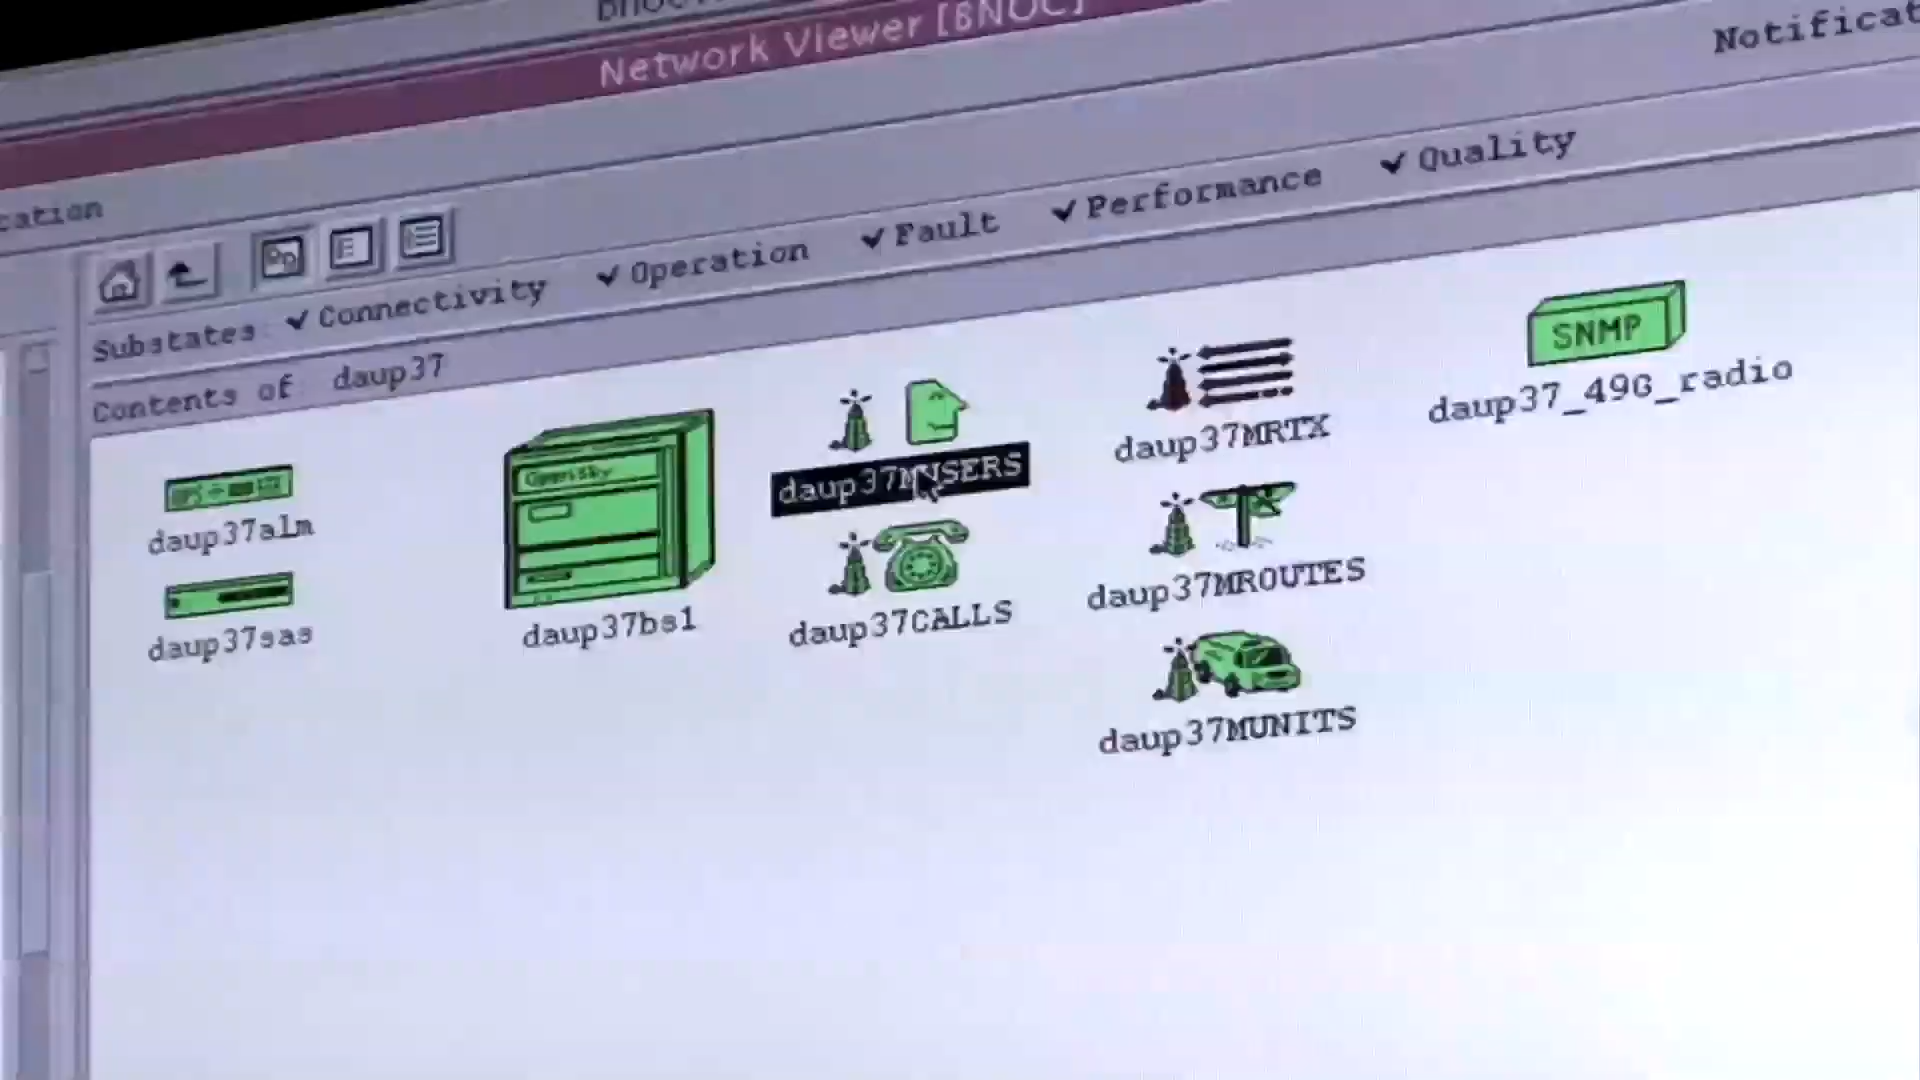 Network Viewer [BNOC]
Notificat
cation
Substates: ✓ Connectivity ✓ Operation ✓ Fault ✓ Performance ✓ Quality
Contents of daup37
SNMP
daup37_49G_radio
daup37MRTX
daup37MUSERS
daup37alm
daup37MROUTES
daup37bs1
daup37CALLS
daup37sas
daup37MUNITS